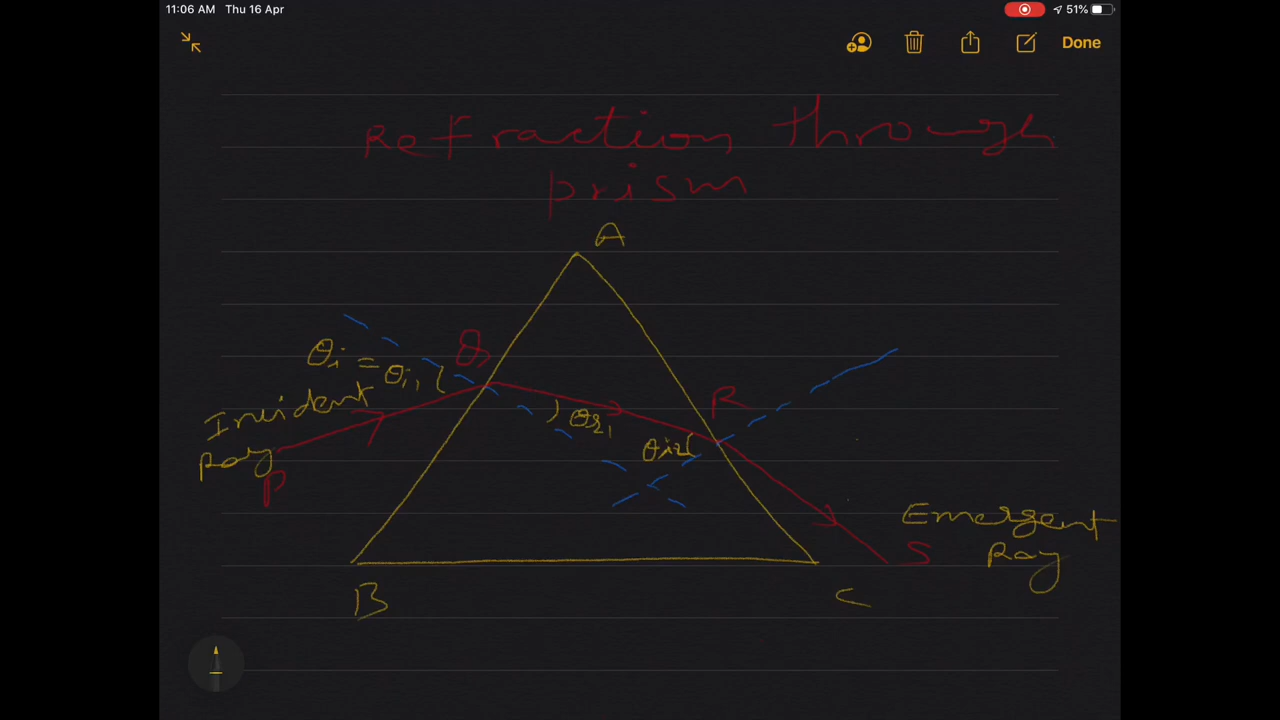 11:06 AM Thu 16 Apr
51%
Done
Refraction through
prism
A
θi = θi1
Q
Incident
Ray
P
θr1
θi2
R
Emergent
Ray
S
B
C